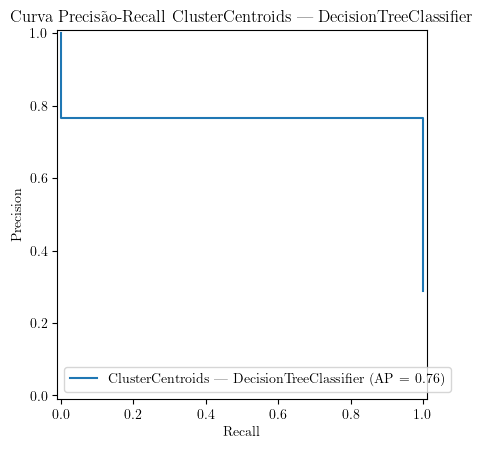 Curva Precisão-Recall ClusterCentroids — DecisionTreeClassifier
1.0
0.8
0.6
0.4
0.2
0.0
Precision
ClusterCentroids — DecisionTreeClassifier (AP = 0.76)
0.0 0.2 0.4 0.6 0.8 1.0
Recall